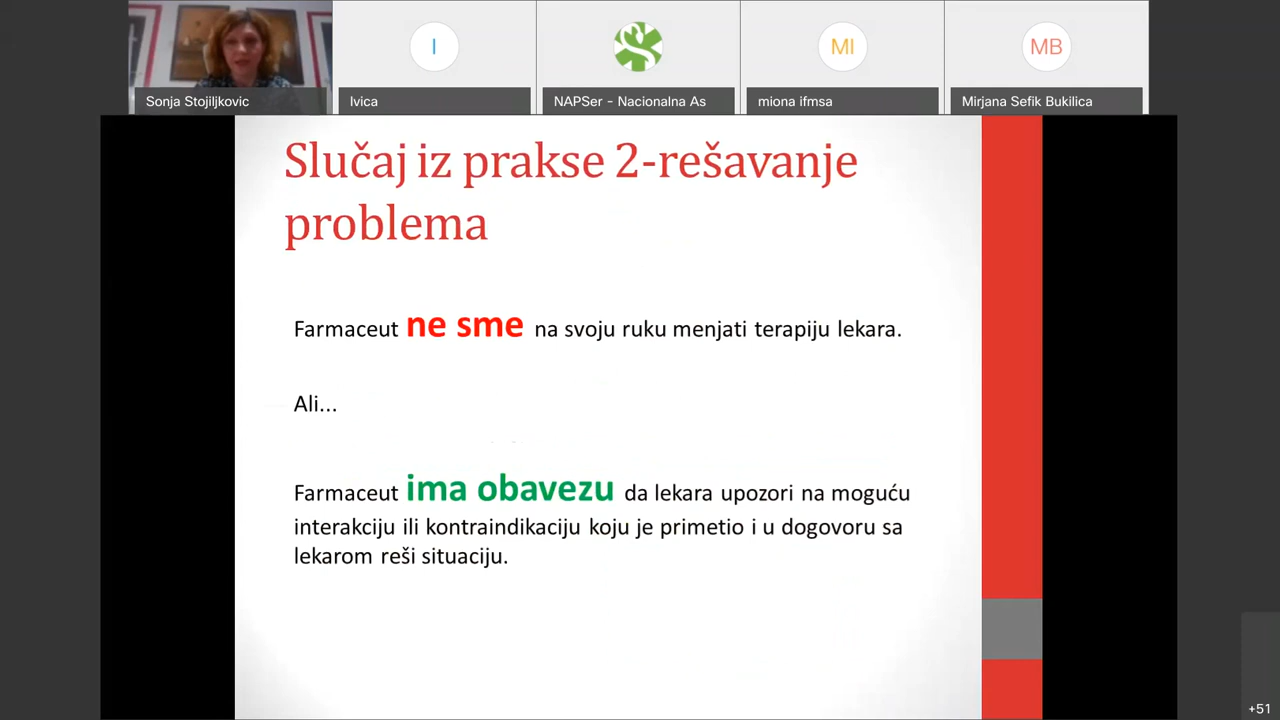 Sonja Stojiljkovic
I
Ivica
NAPSer - Nacionalna As
MI
miona ifmsa
MB
Mirjana Sefik Bukilica
Slučaj iz prakse 2-rešavanje
problema
Farmaceut ne sme na svoju ruku menjati terapiju lekara.
Ali...
Farmaceut ima obavezu da lekara upozori na moguću
interakciju ili kontraindikaciju koju je primetio i u dogovoru sa
lekarom reši situaciju.
+51